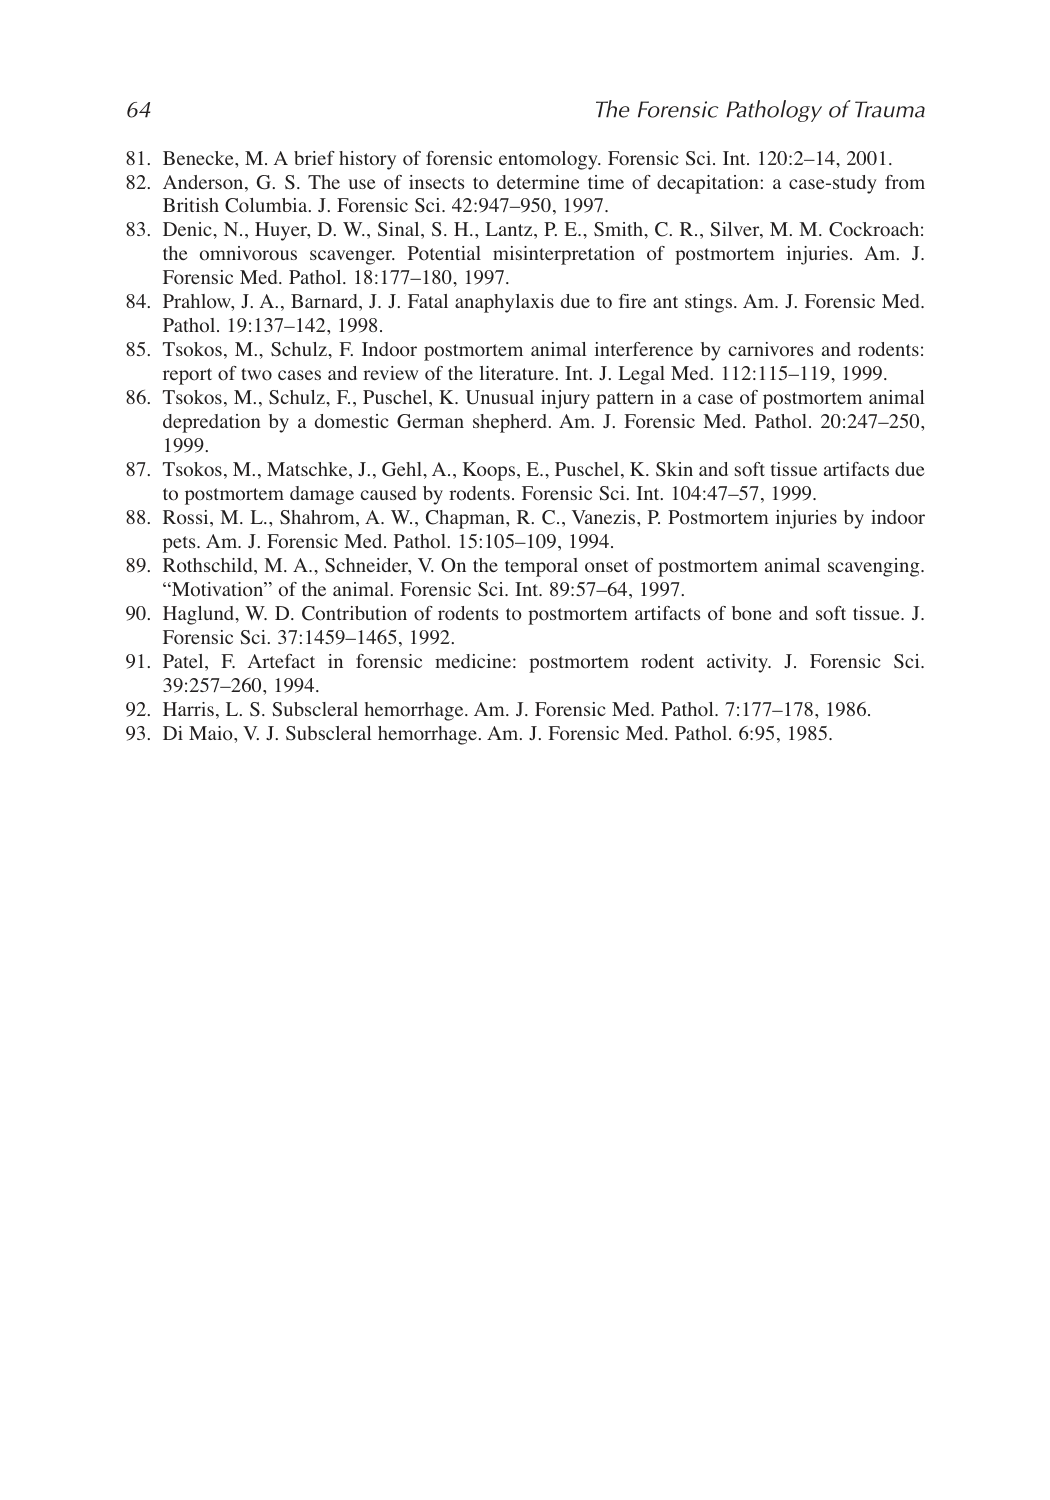 64 The Forensic Pathology of Trauma
81. Benecke, M. A brief history of forensic entomology. Forensic Sci. Int. 120:2–14, 2001.
82. Anderson, G. S. The use of insects to determine time of decapitation: a case-study from
British Columbia. J. Forensic Sci. 42:947–950, 1997.
83. Denic, N., Huyer, D. W., Sinal, S. H., Lantz, P. E., Smith, C. R., Silver, M. M. Cockroach:
the omnivorous scavenger. Potential misinterpretation of postmortem injuries. Am. J.
Forensic Med. Pathol. 18:177–180, 1997.
84. Prahlow, J. A., Barnard, J. J. Fatal anaphylaxis due to fire ant stings. Am. J. Forensic Med.
Pathol. 19:137–142, 1998.
85. Tsokos, M., Schulz, F. Indoor postmortem animal interference by carnivores and rodents:
report of two cases and review of the literature. Int. J. Legal Med. 112:115–119, 1999.
86. Tsokos, M., Schulz, F., Puschel, K. Unusual injury pattern in a case of postmortem animal
depredation by a domestic German shepherd. Am. J. Forensic Med. Pathol. 20:247–250,
1999.
87. Tsokos, M., Matschke, J., Gehl, A., Koops, E., Puschel, K. Skin and soft tissue artifacts due
to postmortem damage caused by rodents. Forensic Sci. Int. 104:47–57, 1999.
88. Rossi, M. L., Shahrom, A. W., Chapman, R. C., Vanezis, P. Postmortem injuries by indoor
pets. Am. J. Forensic Med. Pathol. 15:105–109, 1994.
89. Rothschild, M. A., Schneider, V. On the temporal onset of postmortem animal scavenging.
“Motivation” of the animal. Forensic Sci. Int. 89:57–64, 1997.
90. Haglund, W. D. Contribution of rodents to postmortem artifacts of bone and soft tissue. J.
Forensic Sci. 37:1459–1465, 1992.
91. Patel, F. Artefact in forensic medicine: postmortem rodent activity. J. Forensic Sci.
39:257–260, 1994.
92. Harris, L. S. Subscleral hemorrhage. Am. J. Forensic Med. Pathol. 7:177–178, 1986.
93. Di Maio, V. J. Subscleral hemorrhage. Am. J. Forensic Med. Pathol. 6:95, 1985.